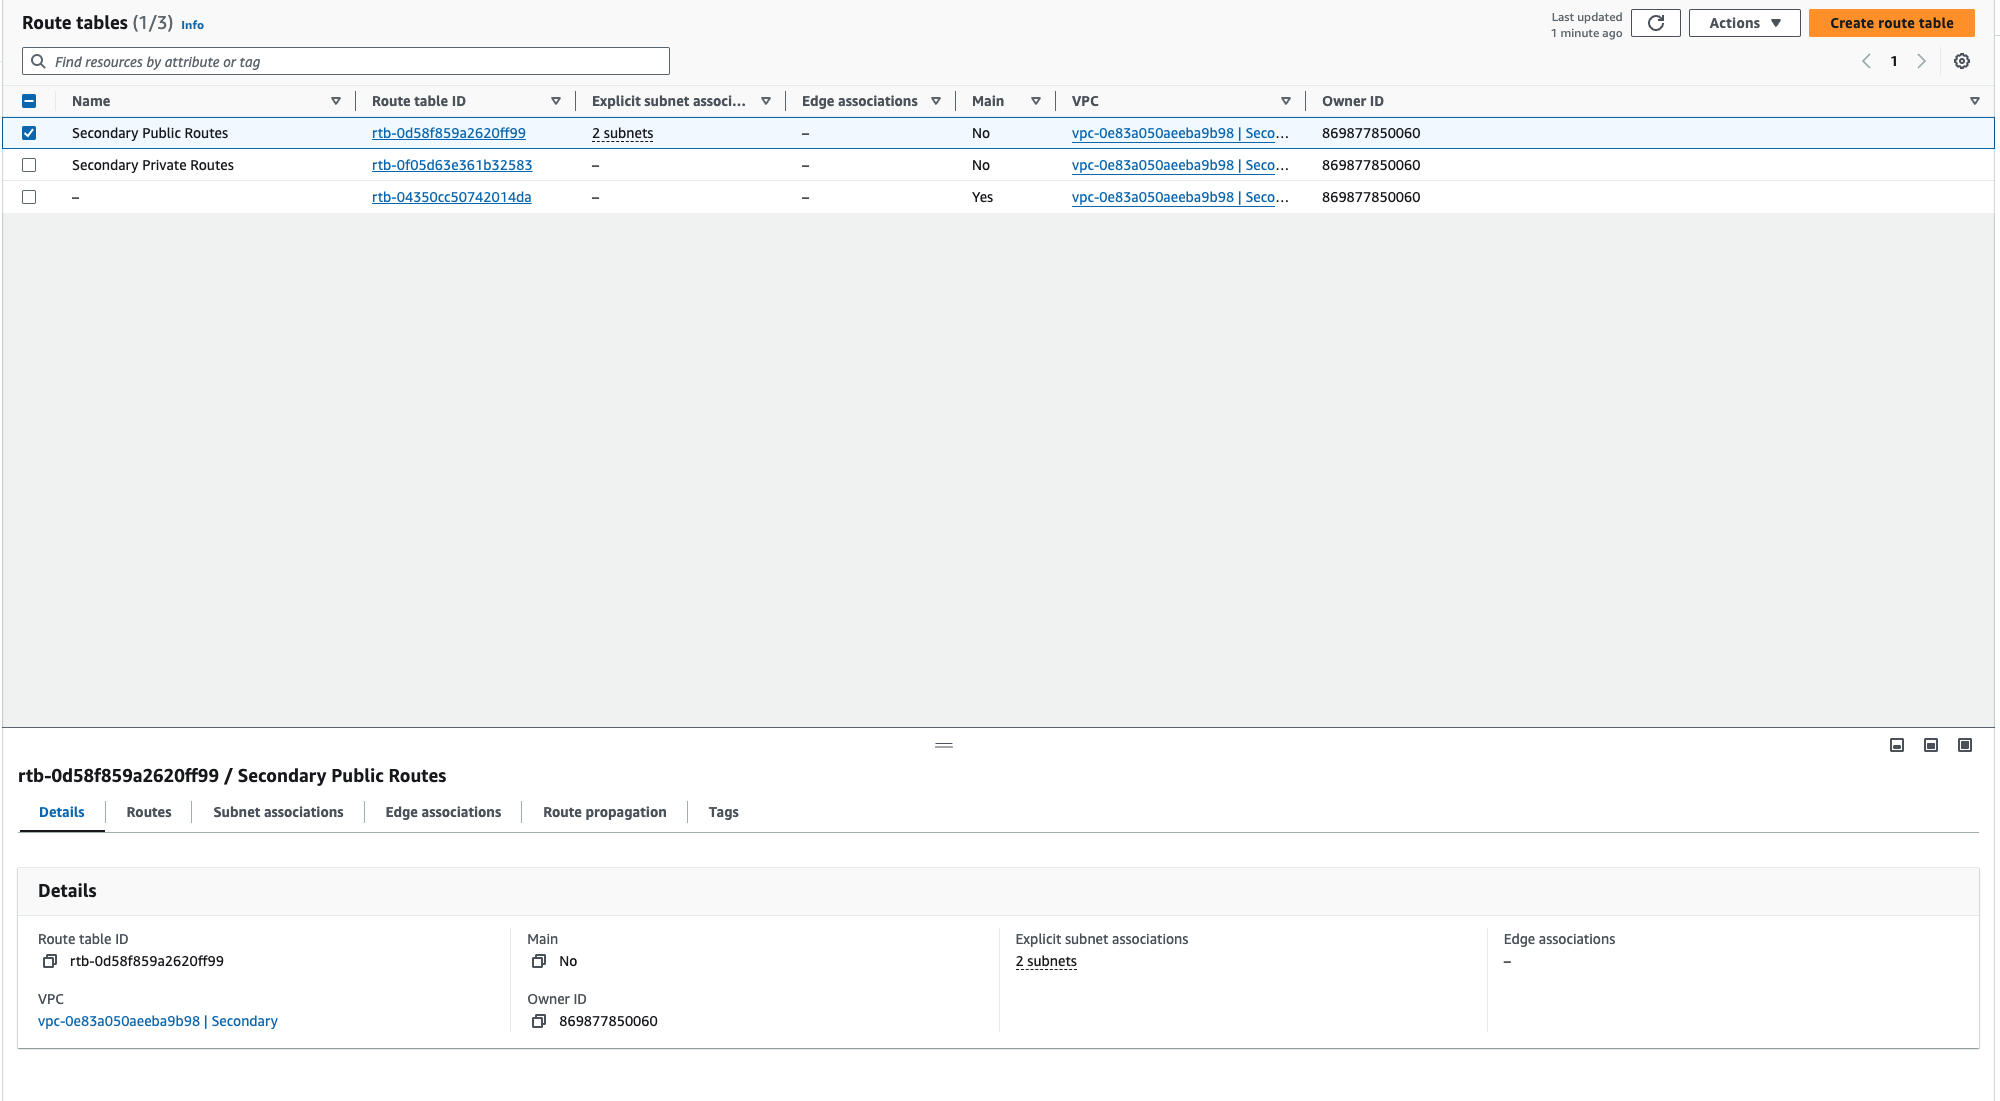 Route tables (1/3) Info
Last updated
1 minute ago
Actions
Create route table
Find resources by attribute or tag
1
Name Route table ID Explicit subnet associ... Edge associations Main VPC Owner ID
Secondary Public Routes rtb-0d58f859a2620ff99 2 subnets – No vpc-0e83a050aeeba9b98 | Seco... 869877850060
Secondary Private Routes rtb-0f05d63e361b32583 – – No vpc-0e83a050aeeba9b98 | Seco... 869877850060
– rtb-04350cc50742014da – – Yes vpc-0e83a050aeeba9b98 | Seco... 869877850060
rtb-0d58f859a2620ff99 / Secondary Public Routes
Details Routes Subnet associations Edge associations Route propagation Tags
Details
Route table ID Main Explicit subnet associations Edge associations
rtb-0d58f859a2620ff99 No 2 subnets –
VPC Owner ID
vpc-0e83a050aeeba9b98 | Secondary 869877850060